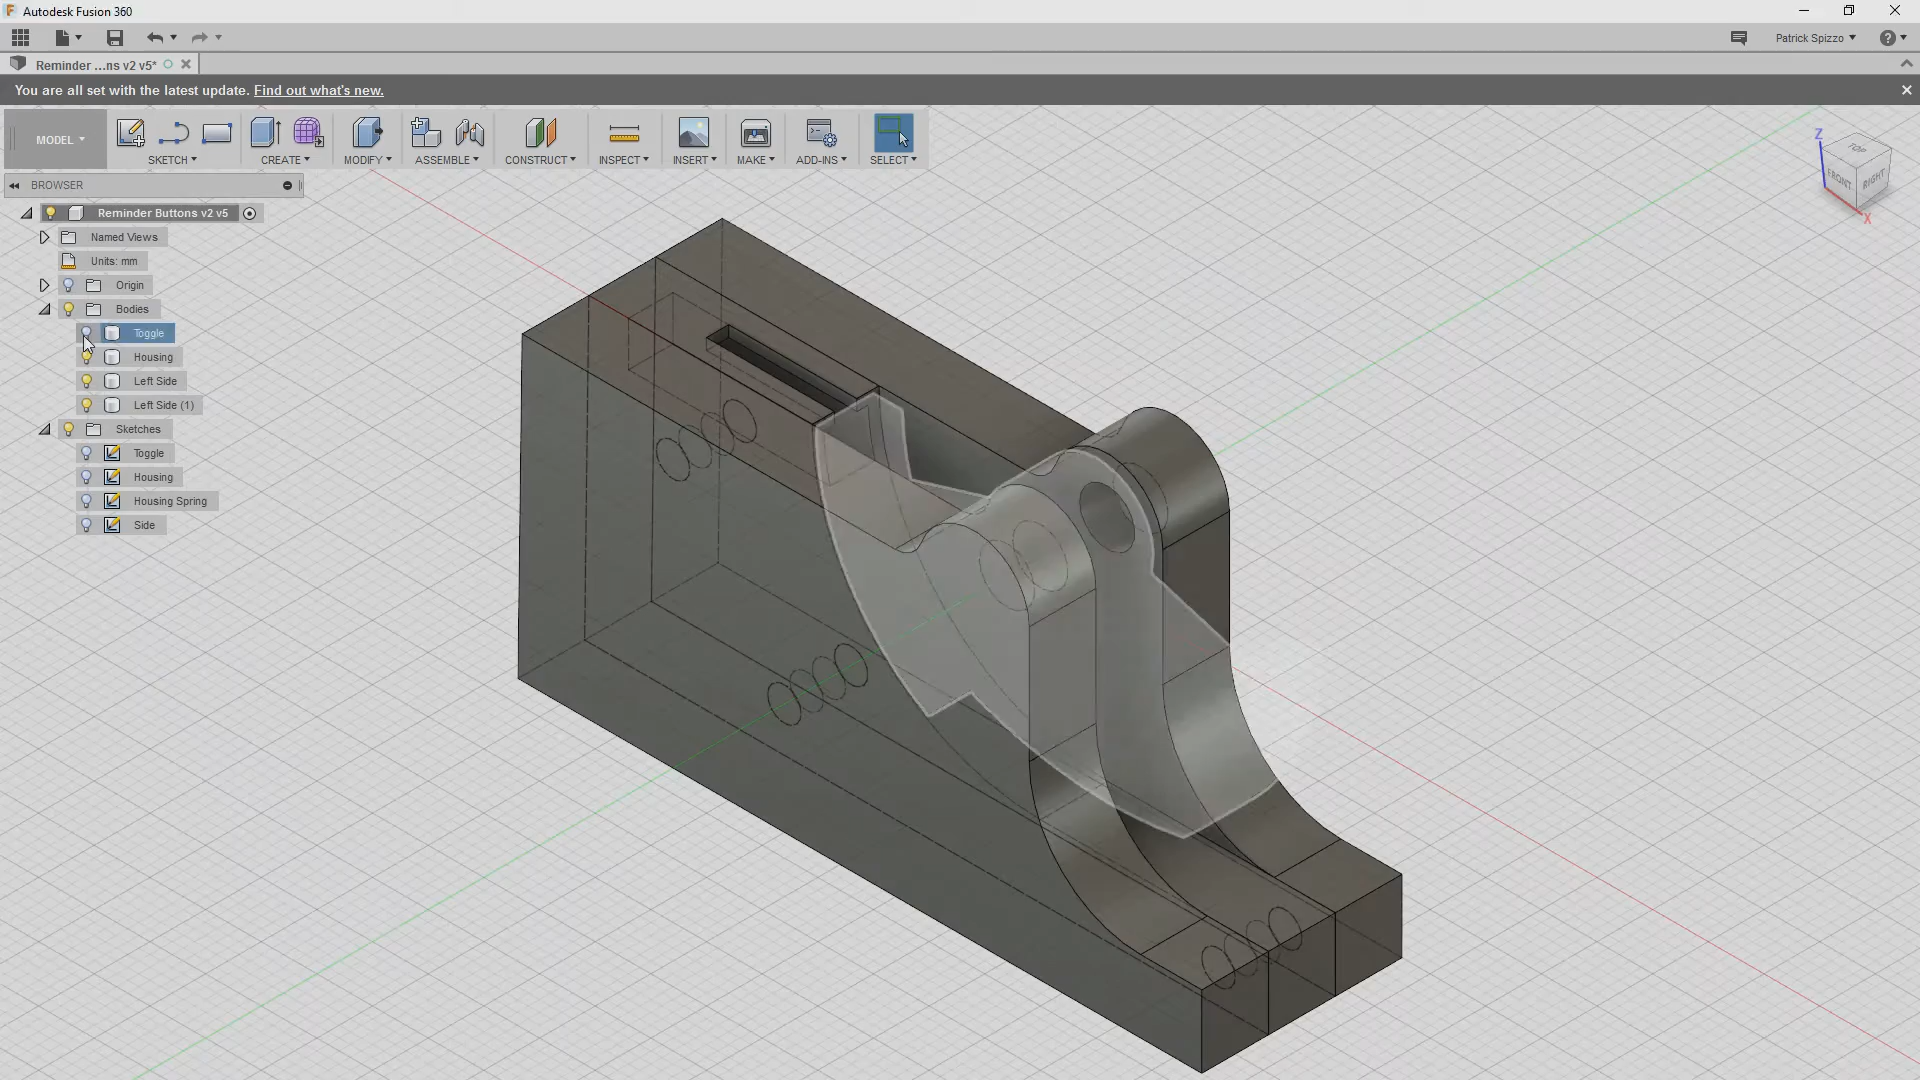 Autodesk Fusion 360
Patrick Spizzo
Reminder ...ns v2 v5*
You are all set with the latest update. Find out what's new.
MODEL
SKETCH
CREATE
MODIFY
ASSEMBLE
CONSTRUCT
INSPECT
INSERT
MAKE
ADD-INS
SELECT
BROWSER
Reminder Buttons v2 v5
Named Views
Units: mm
Origin
Bodies
Toggle
Housing
Left Side
Left Side (1)
Sketches
Toggle
Housing
Housing Spring
Side
Z
TOP
FRONT
RIGHT
X